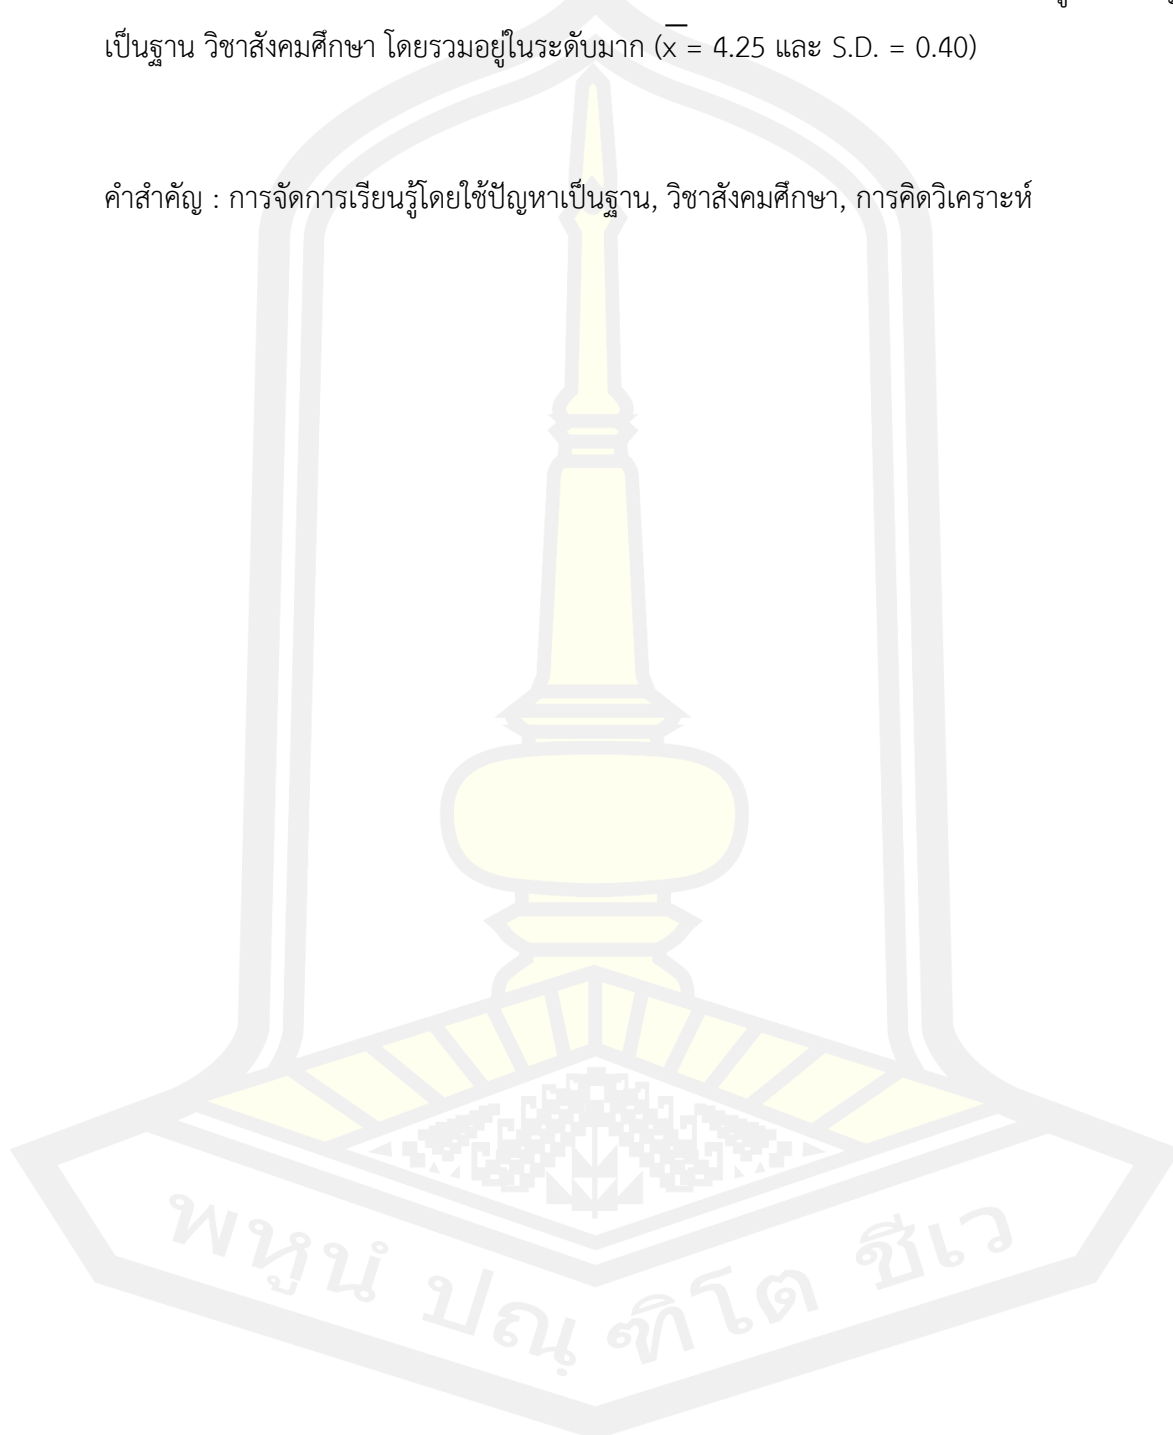 เป็นฐาน วิชาสังคมศึกษา โดยรวมอยู่ในระดับมาก (x̅ = 4.25 และ S.D. = 0.40)
คำสำคัญ : การจัดการเรียนรู้โดยใช้ปัญหาเป็นฐาน, วิชาสังคมศึกษา, การคิดวิเคราะห์
พหูนํ ปณฺฑิโต ชีเว